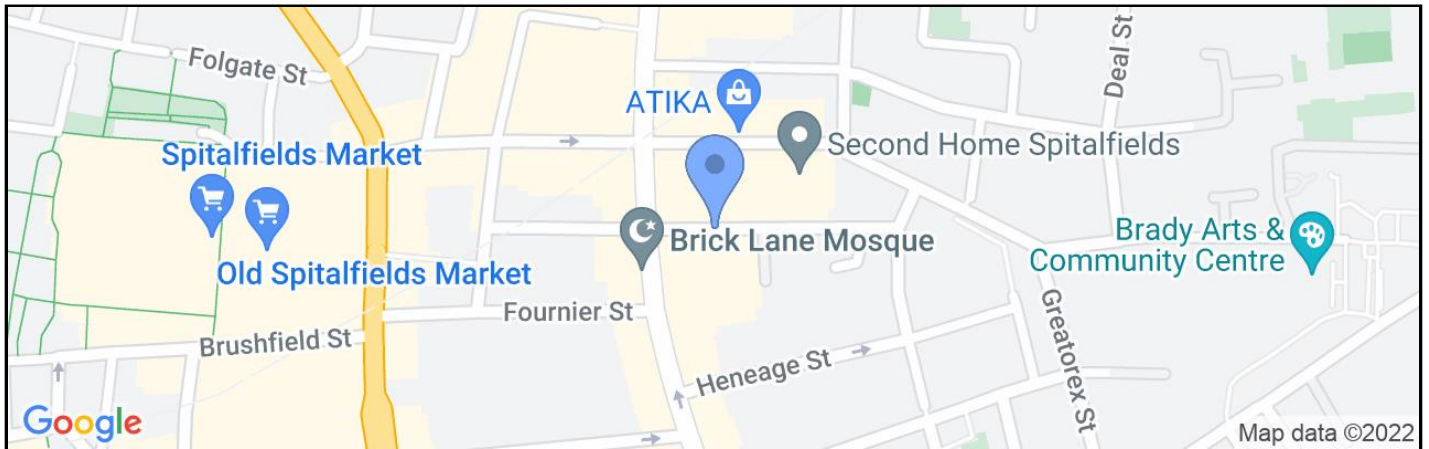 Folgate St
Deal St
ATIKA
Spitalfields Market
Second Home Spitalfields
Brick Lane Mosque
Brady Arts &
Community Centre
Old Spitalfields Market
Fournier St
Brushfield St
Greatorex St
Heneage St
Google
Map data ©2022